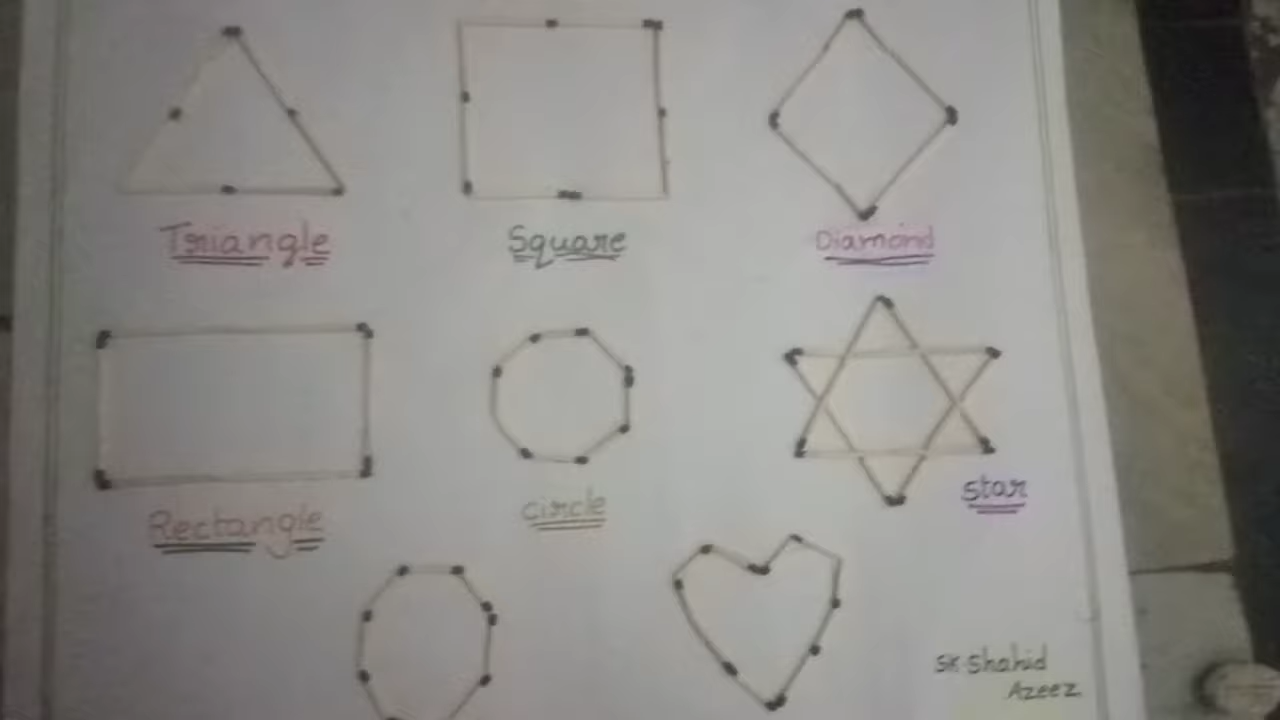 Triangle
Square
Diamond
Rectangle
circle
star
SK.Shahid
Azeez